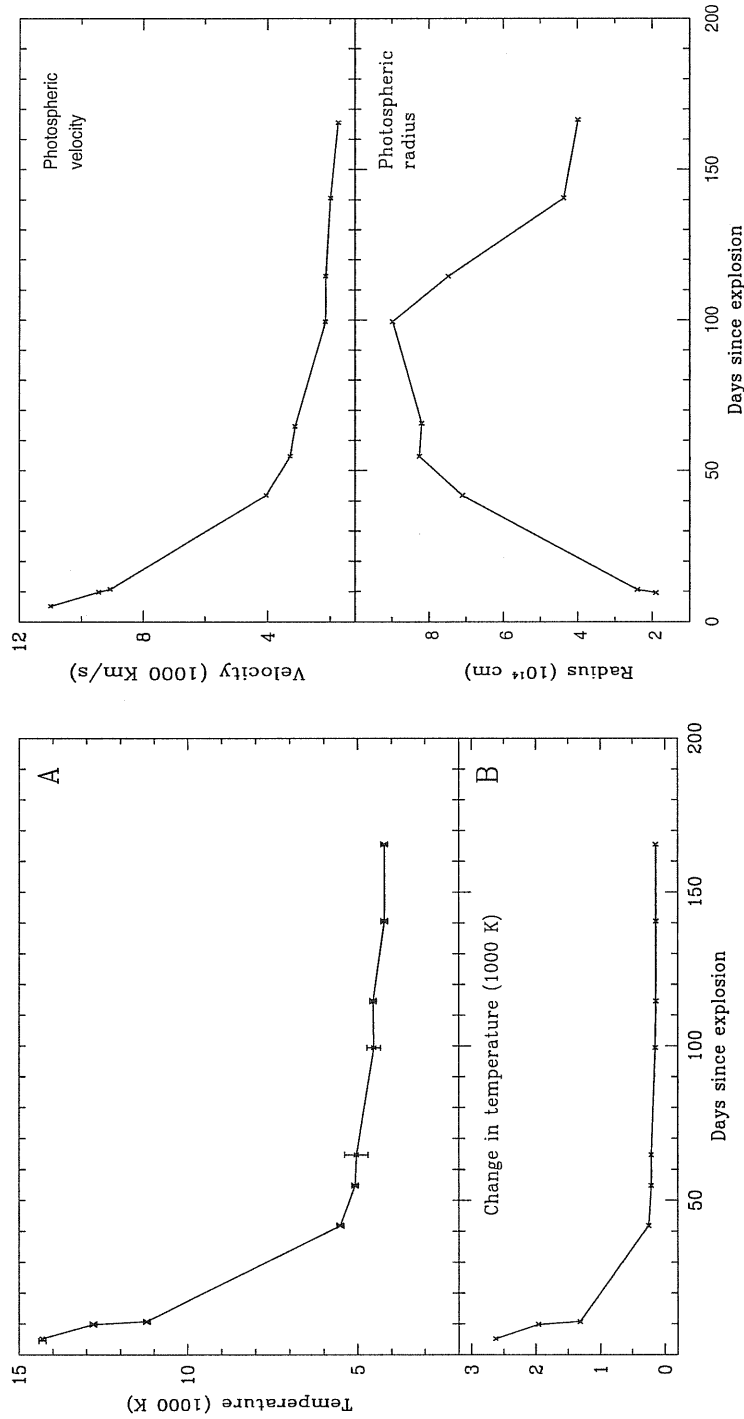 A
Temperature (1000 K)
15
10
5
B
Change in temperature (1000 K)
3
2
1
0
50
100
150
200
Days since explosion
Photospheric
velocity
Velocity (1000 Km/s)
12
8
4
Photospheric
radius
Radius (10¹⁴ cm)
8
6
4
2
0
50
100
150
200
Days since explosion